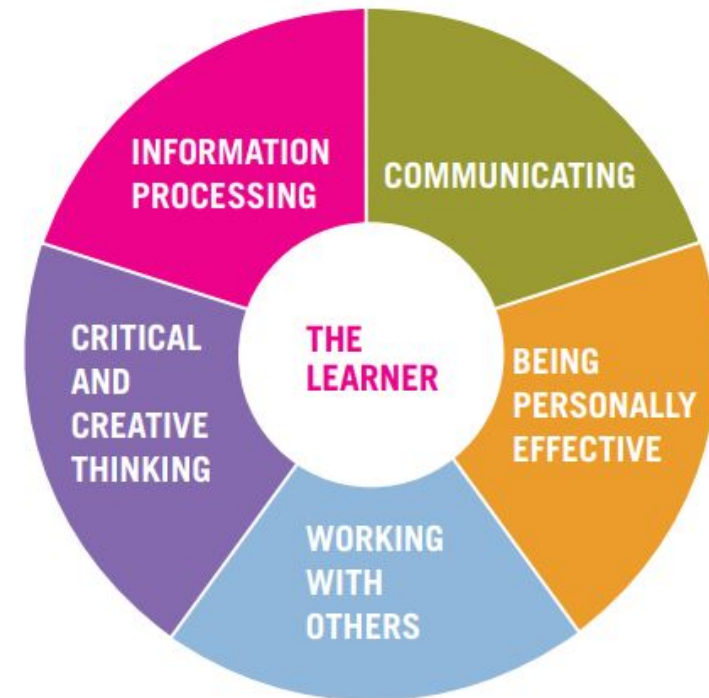 INFORMATION
PROCESSING
COMMUNICATING
CRITICAL
AND
CREATIVE
THINKING
THE
LEARNER
BEING
PERSONALLY
EFFECTIVE
WORKING
WITH
OTHERS